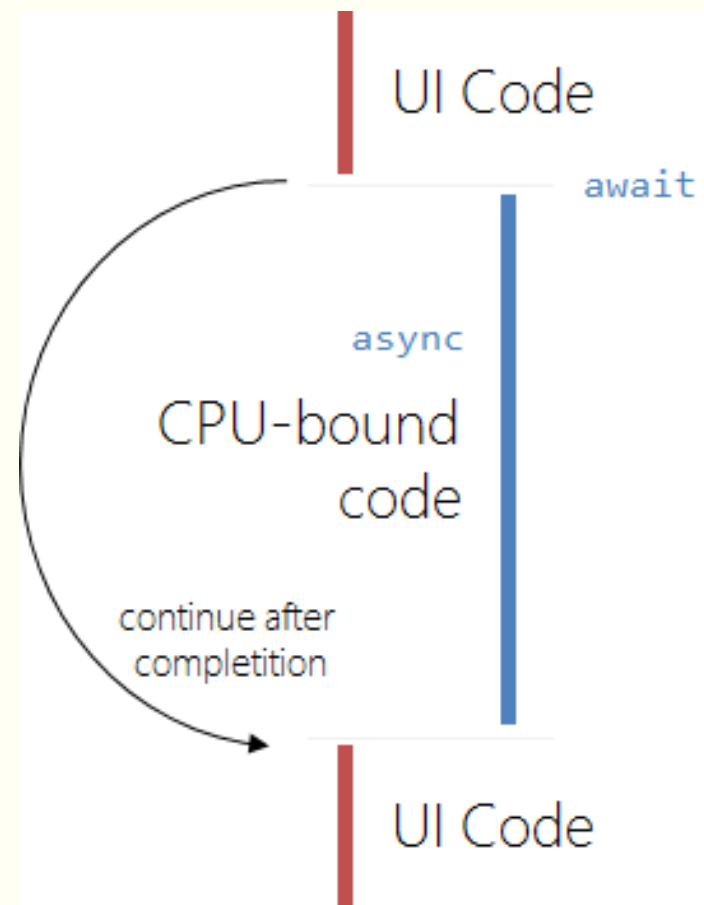 UI Code
await
async
CPU-bound
code
continue after
completition
UI Code